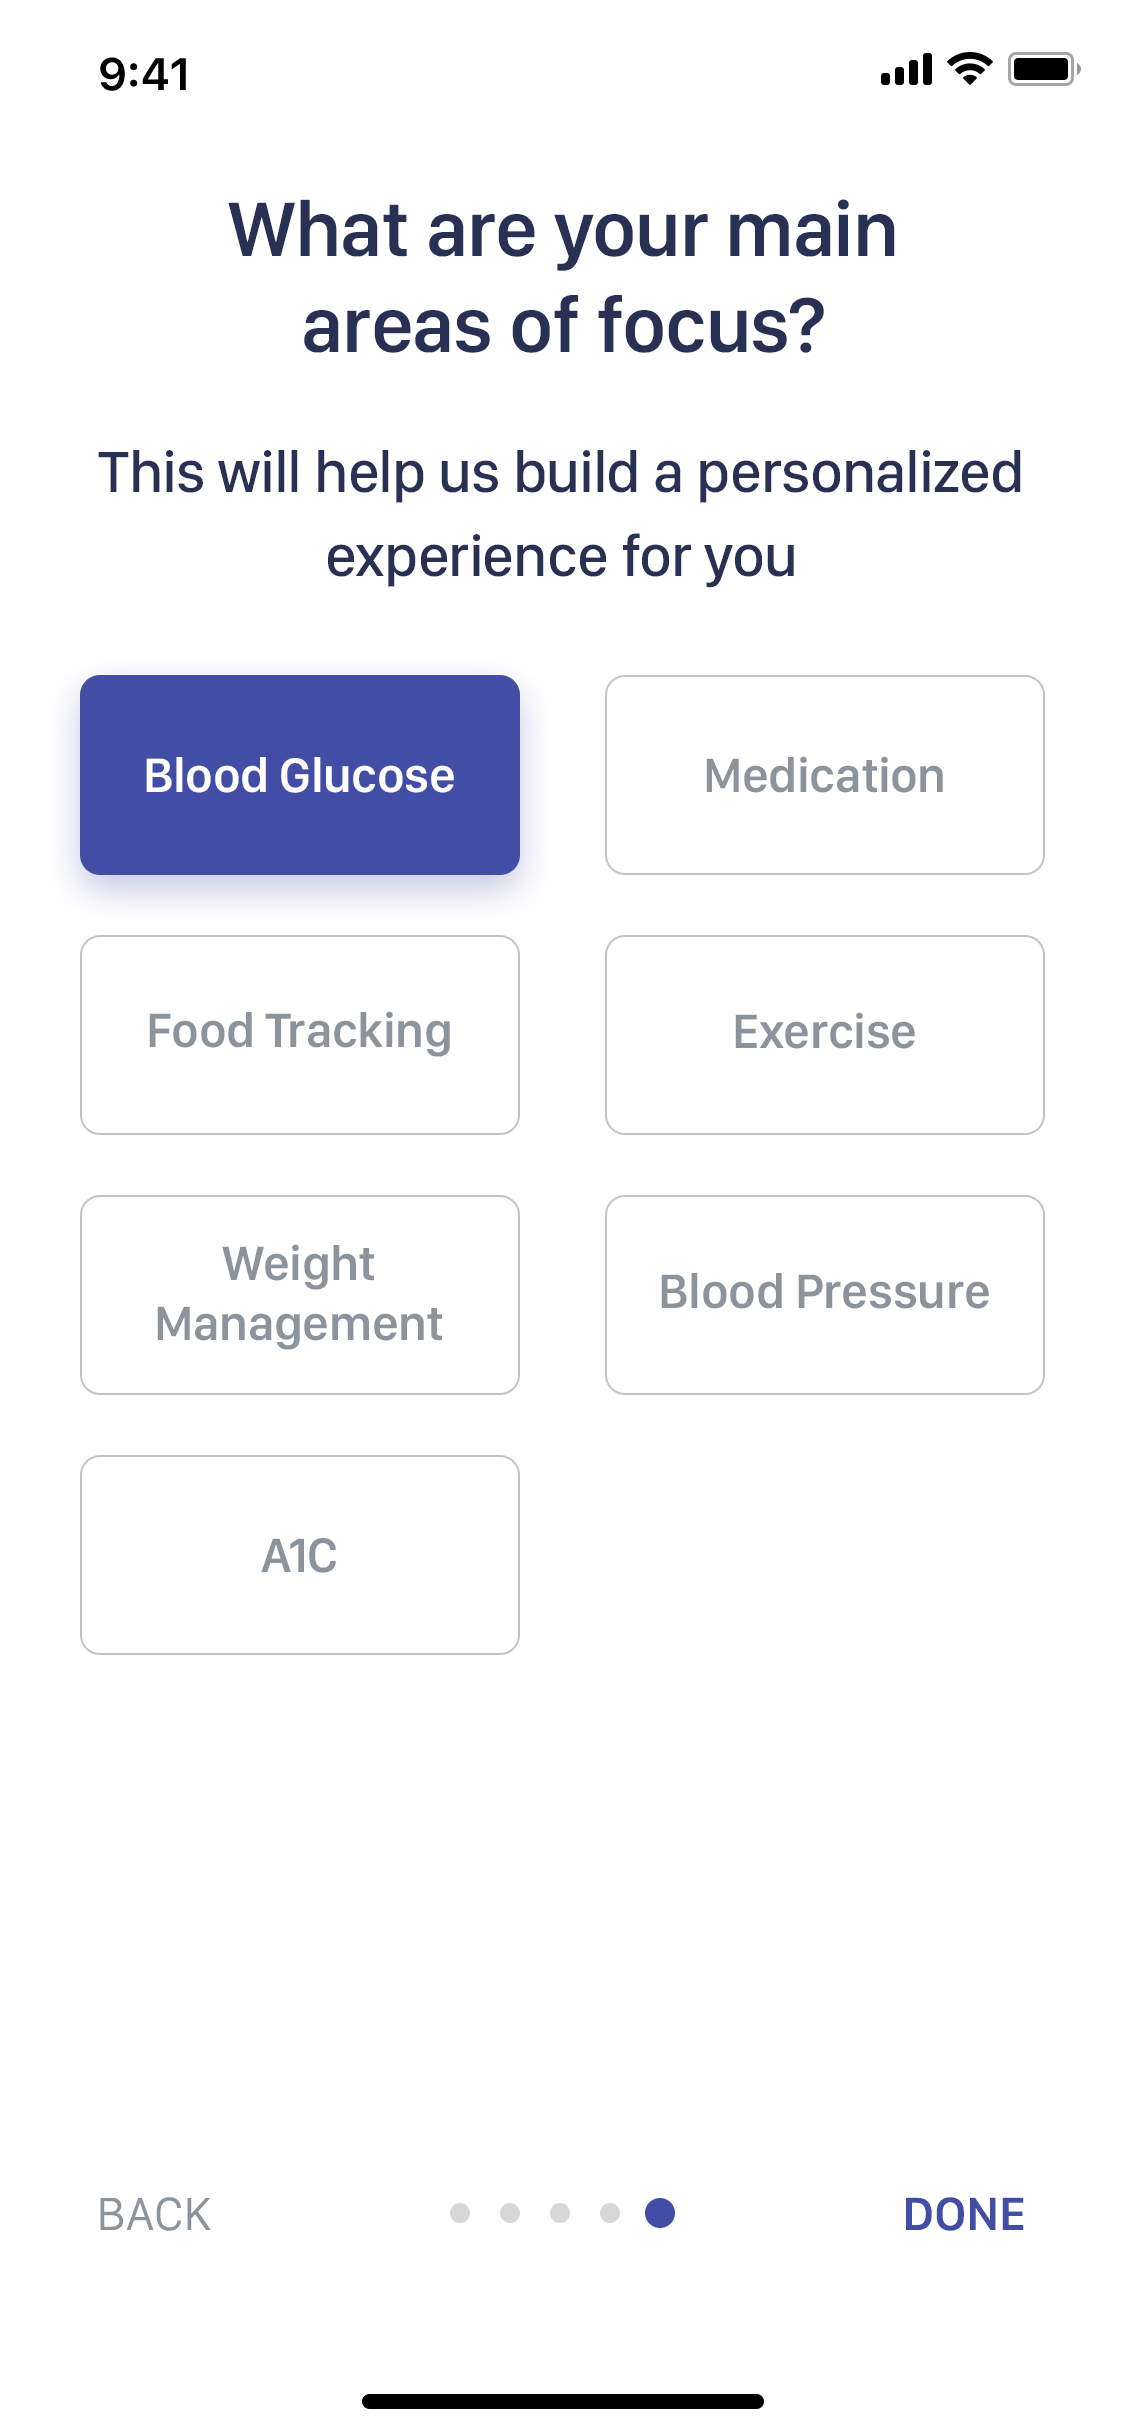 9:41
What are your main
areas of focus?
This will help us build a personalized
experience for you
Blood Glucose
Medication
Food Tracking
Exercise
Weight
Management
Blood Pressure
A1C
BACK
DONE